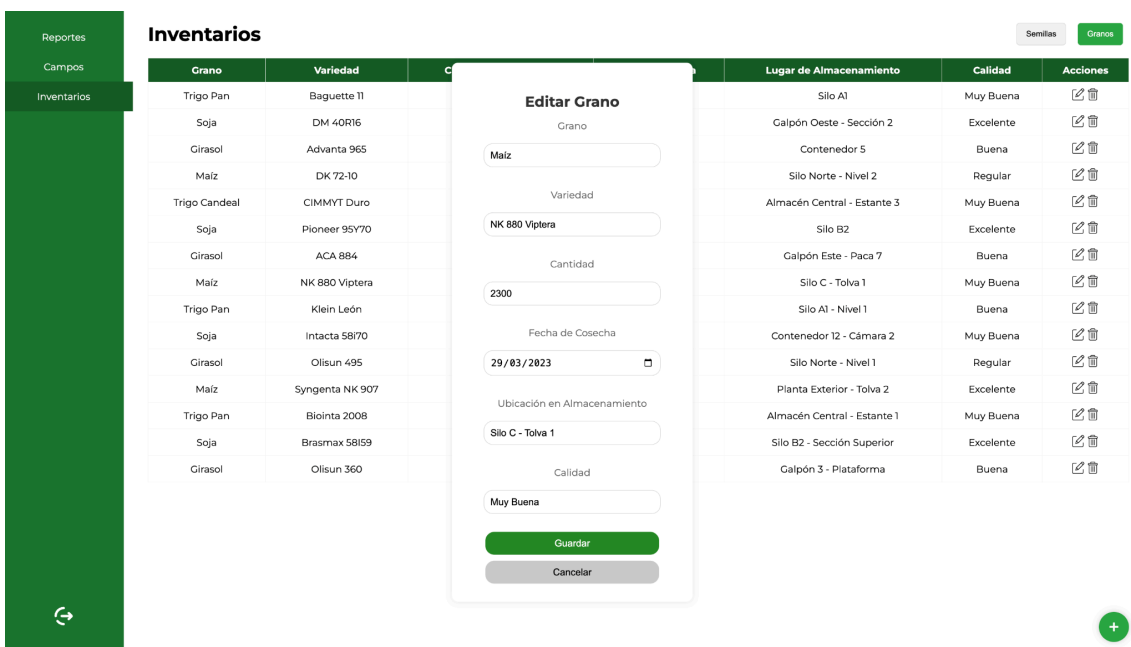 Reportes
Campos
Inventarios
Inventarios
Semillas
Granos
Grano Variedad Lugar de Almacenamiento Calidad Acciones
Trigo Pan Baguette 11 Silo A1 Muy Buena
Soja DM 40R16 Galpón Oeste - Sección 2 Excelente
Girasol Advanta 965 Contenedor 5 Buena
Maíz DK 72-10 Silo Norte - Nivel 2 Regular
Trigo Candeal CIMMYT Duro Almacén Central - Estante 3 Muy Buena
Soja Pioneer 95Y70 Silo B2 Excelente
Girasol ACA 884 Galpón Este - Paca 7 Buena
Maíz NK 880 Viptera Silo C - Tolva 1 Muy Buena
Trigo Pan Klein León Silo A1 - Nivel 1 Buena
Soja Intacta 58i70 Contenedor 12 - Cámara 2 Muy Buena
Girasol Olisun 495 Silo Norte - Nivel 1 Regular
Maíz Syngenta NK 907 Planta Exterior - Tolva 2 Excelente
Trigo Pan Biointa 2008 Almacén Central - Estante 1 Muy Buena
Soja Brasmax 58I59 Silo B2 - Sección Superior Excelente
Girasol Olisun 360 Galpón 3 - Plataforma Buena
Editar Grano
Grano
Maíz
Variedad
NK 880 Viptera
Cantidad
2300
Fecha de Cosecha
29/03/2023
Ubicación en Almacenamiento
Silo C - Tolva 1
Calidad
Muy Buena
Guardar
Cancelar
+